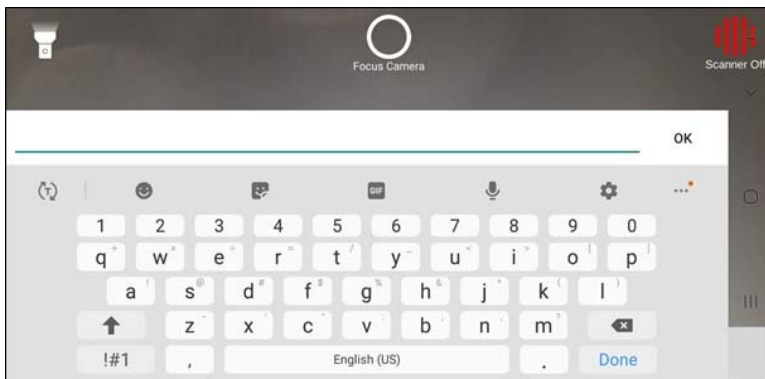 Focus Camera
Scanner Off
OK
T
GIF
1 2 3 4 5 6 7 8 9 0
q + w × e ÷ r = t / y _ u < i > o [ p ]
a ! s @ d # f $ g % h & j * k ( l )
z - x ' c " v : b ; n , m ?
!#1 , English (US) . Done